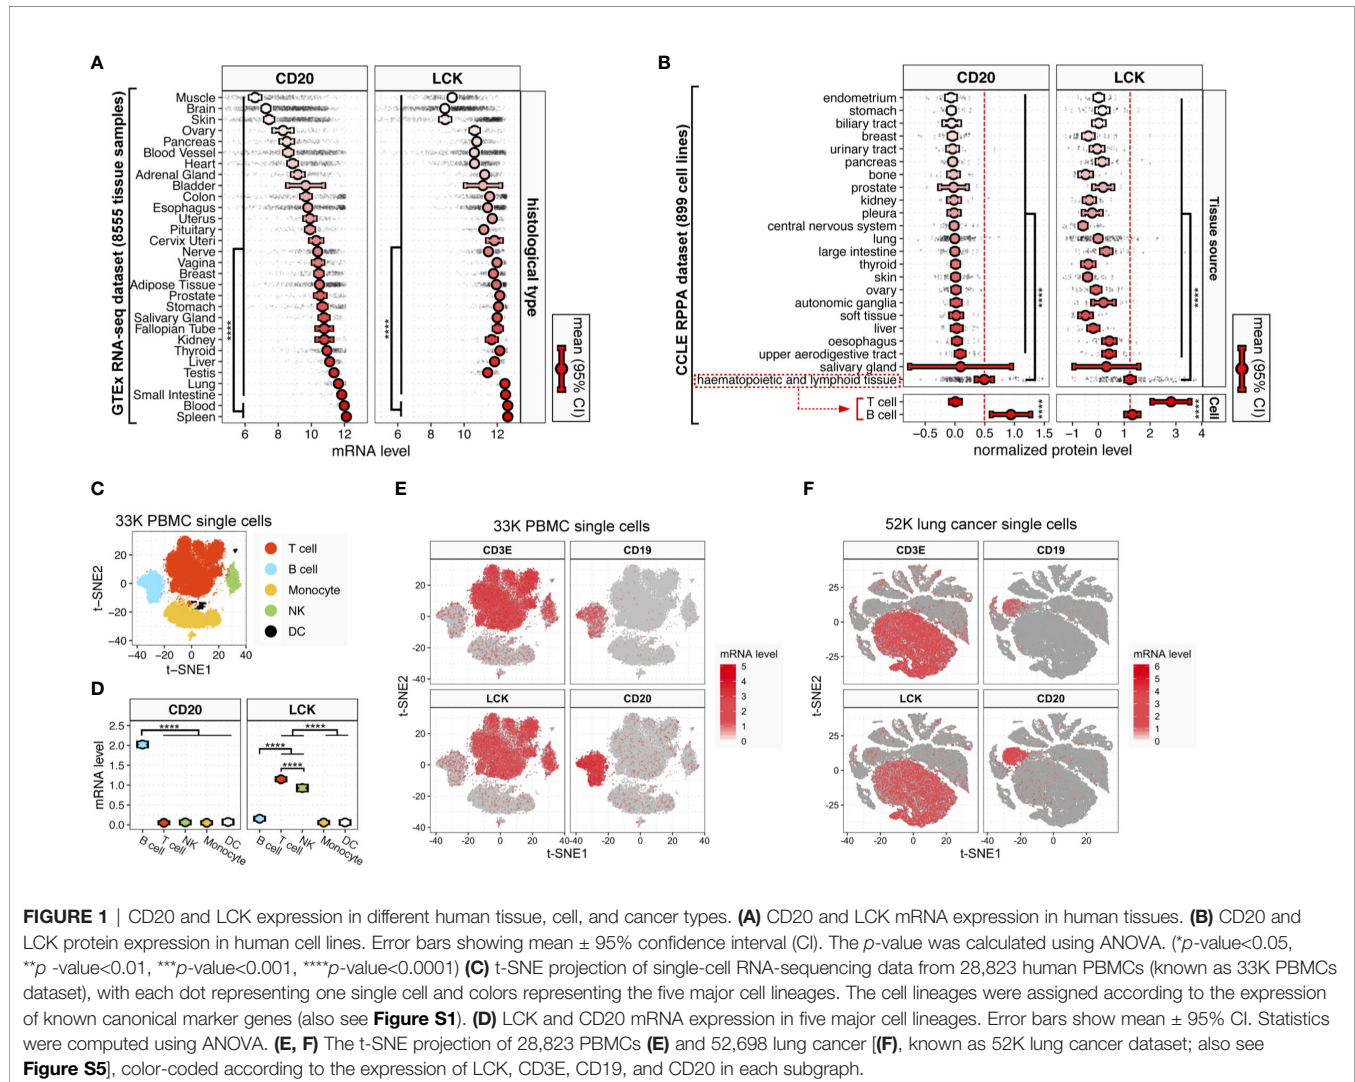 A
CD20
LCK
GTEx RNA-seq dataset (8555 tissue samples)
Muscle
Brain
Skin
Ovary
Pancreas
Blood Vessel
Heart
Adrenal Gland
Bladder
Colon
Esophagus
Uterus
Pituitary
Cervix Uteri
Nerve
Vagina
Breast
Adipose Tissue
Prostate
Stomach
Salivary Gland
Fallopian Tube
Kidney
Thyroid
Liver
Testis
Lung
Small Intestine
Blood
Spleen
****
****
histological type
mean (95% CI)
6 8 10 12
6 8 10 12
mRNA level
B
CD20
LCK
CCLE RPPA dataset (899 cell lines)
endometrium
stomach
biliary tract
breast
urinary tract
pancreas
bone
prostate
kidney
pleura
central nervous system
lung
large intestine
thyroid
skin
ovary
autonomic ganglia
soft tissue
liver
oesophagus
upper aerodigestive tract
salivary gland
haematopoietic and lymphoid tissue
T cell
B cell
****
****
****
****
Tissue source
Cell
mean (95% CI)
−0.5 0.0 0.5 1.0 1.5
−1 0 1 2 3 4
normalized protein level
C
33K PBMC single cells
t−SNE2
20
0
−20
−40
−40 −20 0 20 40
t−SNE1
T cell
B cell
Monocyte
NK
DC
D
CD20
LCK
mRNA level
2.5
2.0
1.5
1.0
0.5
0.0
****
****
****
****
B cell
T cell
NK
Monocyte
DC
B cell
T cell
NK
Monocyte
DC
E
33K PBMC single cells
CD3E
CD19
LCK
CD20
t-SNE2
20
0
-20
-40
20
0
-20
-40
-40 -20 0 20 40
-40 -20 0 20 40
t-SNE1
mRNA level
5
4
3
2
1
0
F
52K lung cancer single cells
CD3E
CD19
LCK
CD20
t-SNE2
25
0
-25
25
0
-25
-40 -20 0 20 40
-40 -20 0 20 40
t-SNE1
mRNA level
6
5
4
3
2
1
0
FIGURE 1 | CD20 and LCK expression in different human tissue, cell, and cancer types. (A) CD20 and LCK mRNA expression in human tissues. (B) CD20 and
LCK protein expression in human cell lines. Error bars showing mean ± 95% confidence interval (CI). The p-value was calculated using ANOVA. (*p-value<0.05,
**p -value<0.01, ***p-value<0.001, ****p-value<0.0001) (C) t-SNE projection of single-cell RNA-sequencing data from 28,823 human PBMCs (known as 33K PBMCs
dataset), with each dot representing one single cell and colors representing the five major cell lineages. The cell lineages were assigned according to the expression
of known canonical marker genes (also see Figure S1). (D) LCK and CD20 mRNA expression in five major cell lineages. Error bars show mean ± 95% CI. Statistics
were computed using ANOVA. (E, F) The t-SNE projection of 28,823 PBMCs (E) and 52,698 lung cancer [(F), known as 52K lung cancer dataset; also see
Figure S5], color-coded according to the expression of LCK, CD3E, CD19, and CD20 in each subgraph.